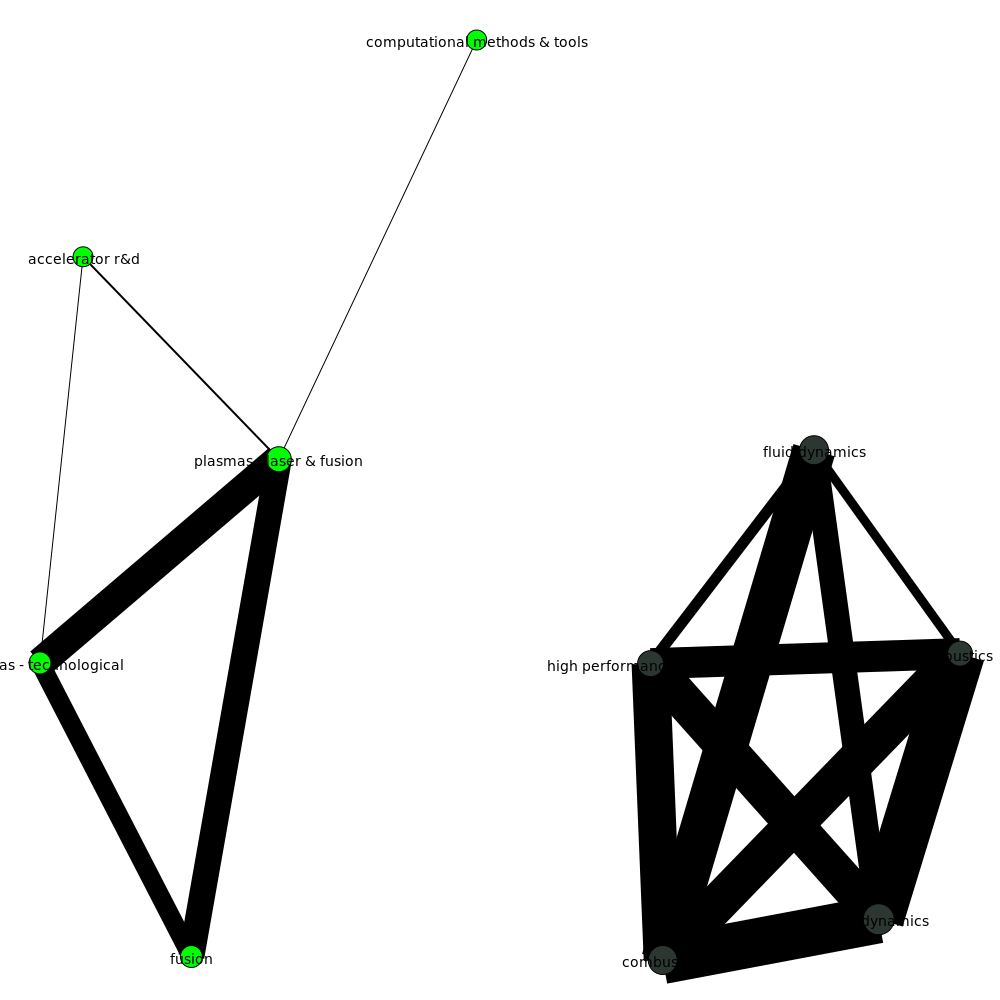 computational methods & tools
accelerator r&d
plasmas - laser & fusion
fluid dynamics
as - technological
high performanc
oustics
fusion
combus
dynamics